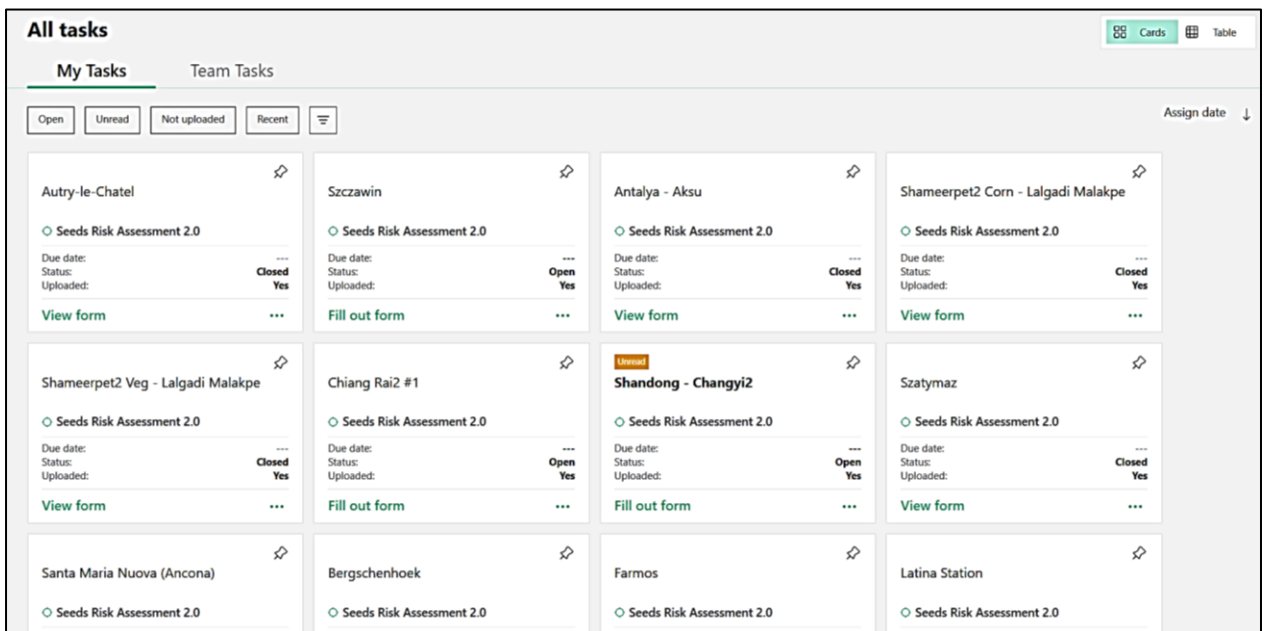 All tasks
Cards
Table
My Tasks
Team Tasks
Open
Unread
Not uploaded
Recent
Assign date ↓
Autry-le-Chatel
Seeds Risk Assessment 2.0
Due date: ---
Status: Closed
Uploaded: Yes
View form
Szczawin
Seeds Risk Assessment 2.0
Due date: ---
Status: Open
Uploaded: Yes
Fill out form
Antalya - Aksu
Seeds Risk Assessment 2.0
Due date: ---
Status: Closed
Uploaded: Yes
View form
Shameerpet2 Corn - Lalgadi Malakpe
Seeds Risk Assessment 2.0
Due date: ---
Status: Closed
Uploaded: Yes
View form
Shameerpet2 Veg - Lalgadi Malakpe
Seeds Risk Assessment 2.0
Due date: ---
Status: Closed
Uploaded: Yes
View form
Chiang Rai2 #1
Seeds Risk Assessment 2.0
Due date: ---
Status: Open
Uploaded: Yes
Fill out form
Unread
Shandong - Changyi2
Seeds Risk Assessment 2.0
Due date: ---
Status: Open
Uploaded: Yes
Fill out form
Szatymaz
Seeds Risk Assessment 2.0
Due date: ---
Status: Closed
Uploaded: Yes
View form
Santa Maria Nuova (Ancona)
Seeds Risk Assessment 2.0
Bergschenhoek
Seeds Risk Assessment 2.0
Farmos
Seeds Risk Assessment 2.0
Latina Station
Seeds Risk Assessment 2.0